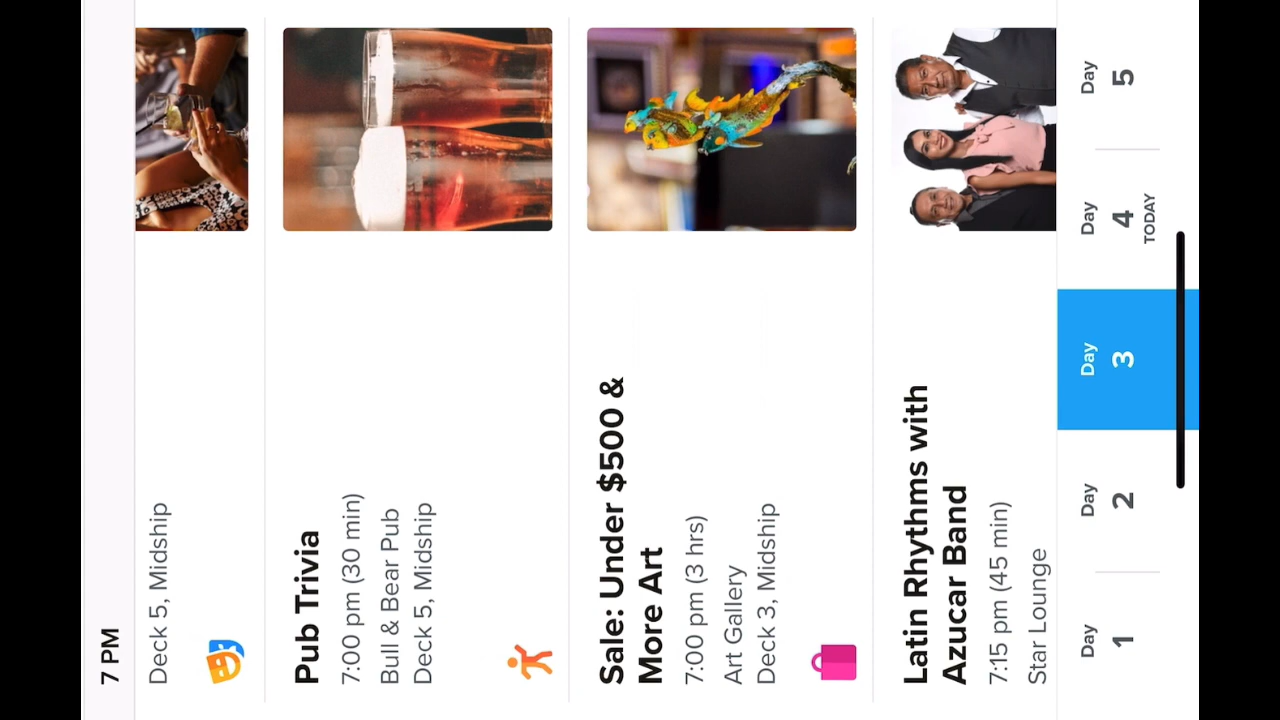 7 PM
Deck 5, Midship
Pub Trivia
7:00 pm (30 min)
Bull & Bear Pub
Deck 5, Midship
Sale: Under $500 &
More Art
7:00 pm (3 hrs)
Art Gallery
Deck 3, Midship
Latin Rhythms with
Azucar Band
7:15 pm (45 min)
Star Lounge
Day
1
Day
2
Day
3
Day
4
TODAY
Day
5